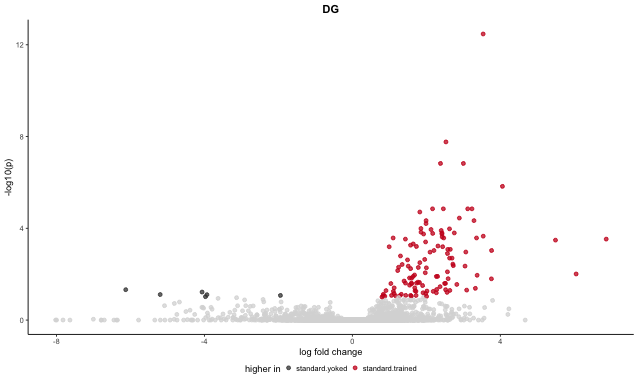 DG
12
8
4
0
-log10(p)
-8
-4
0
4
log fold change
higher in standard.yoked standard.trained